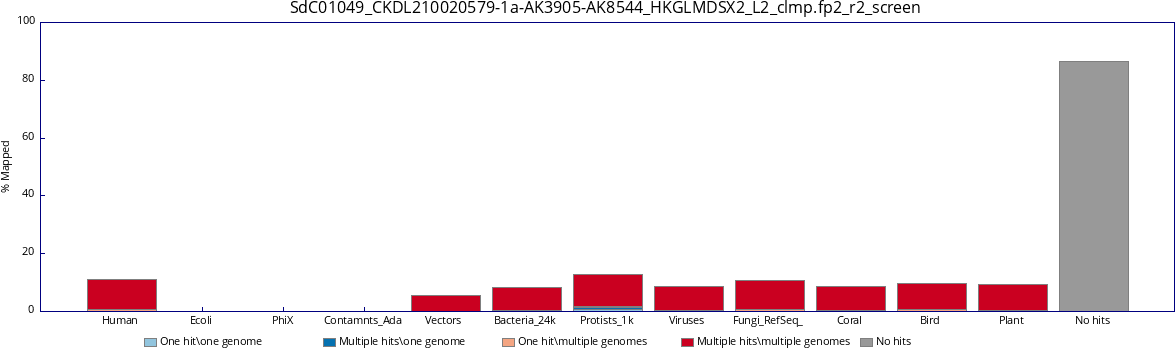 SdC01049_CKDL210020579-1a-AK3905-AK8544_HKGLMDSX2_L2_clmp.fp2_r2_screen
100
80
60
40
20
0
% Mapped
Human Ecoli PhiX Contamnts_Ada Vectors Bacteria_24k Protists_1k Viruses Fungi_RefSeq_ Coral Bird Plant No hits
One hit\one genome Multiple hits\one genome One hit\multiple genomes Multiple hits\multiple genomes No hits